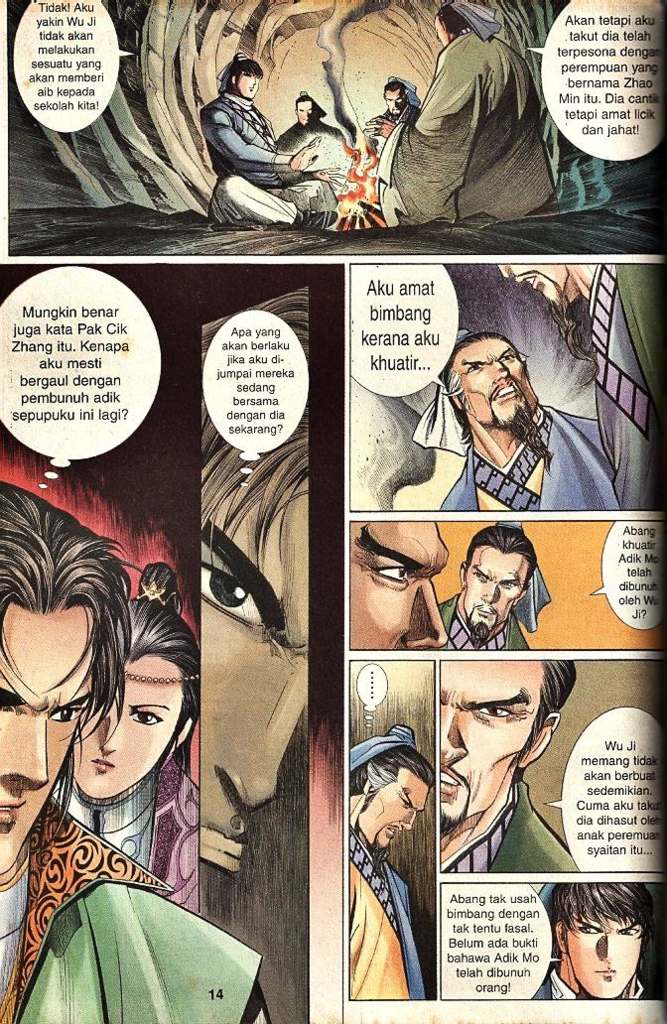 Tidak! Aku
yakin Wu Ji
tidak akan
melakukan
sesuatu yang
akan memberi
aib kepada
sekolah kita!
Akan tetapi aku
takut dia telah
terpesona dengan
perempuan yang
bernama Zhao
Min itu. Dia cantik
tetapi amat licik
dan jahat!
Mungkin benar
juga kata Pak Cik
Zhang itu. Kenapa
aku mesti
bergaul dengan
pembunuh adik
sepupuku ini lagi?
Apa yang
akan berlaku
jika aku di-
jumpai mereka
sedang
bersama
dengan dia
sekarang?
Aku amat
bimbang
kerana aku
khuatir...
Abang
khuatir
Adik Mo
telah
dibunuh
oleh Wu
Ji?
.....
Wu Ji
memang tidak
akan berbuat
sedemikian.
Cuma aku takut
dia dihasut oleh
anak peremuan
syaitan itu...
Abang tak usah
bimbang dengan
tak tentu fasal.
Belum ada bukti
bahawa Adik Mo
telah dibunuh
orang!
14